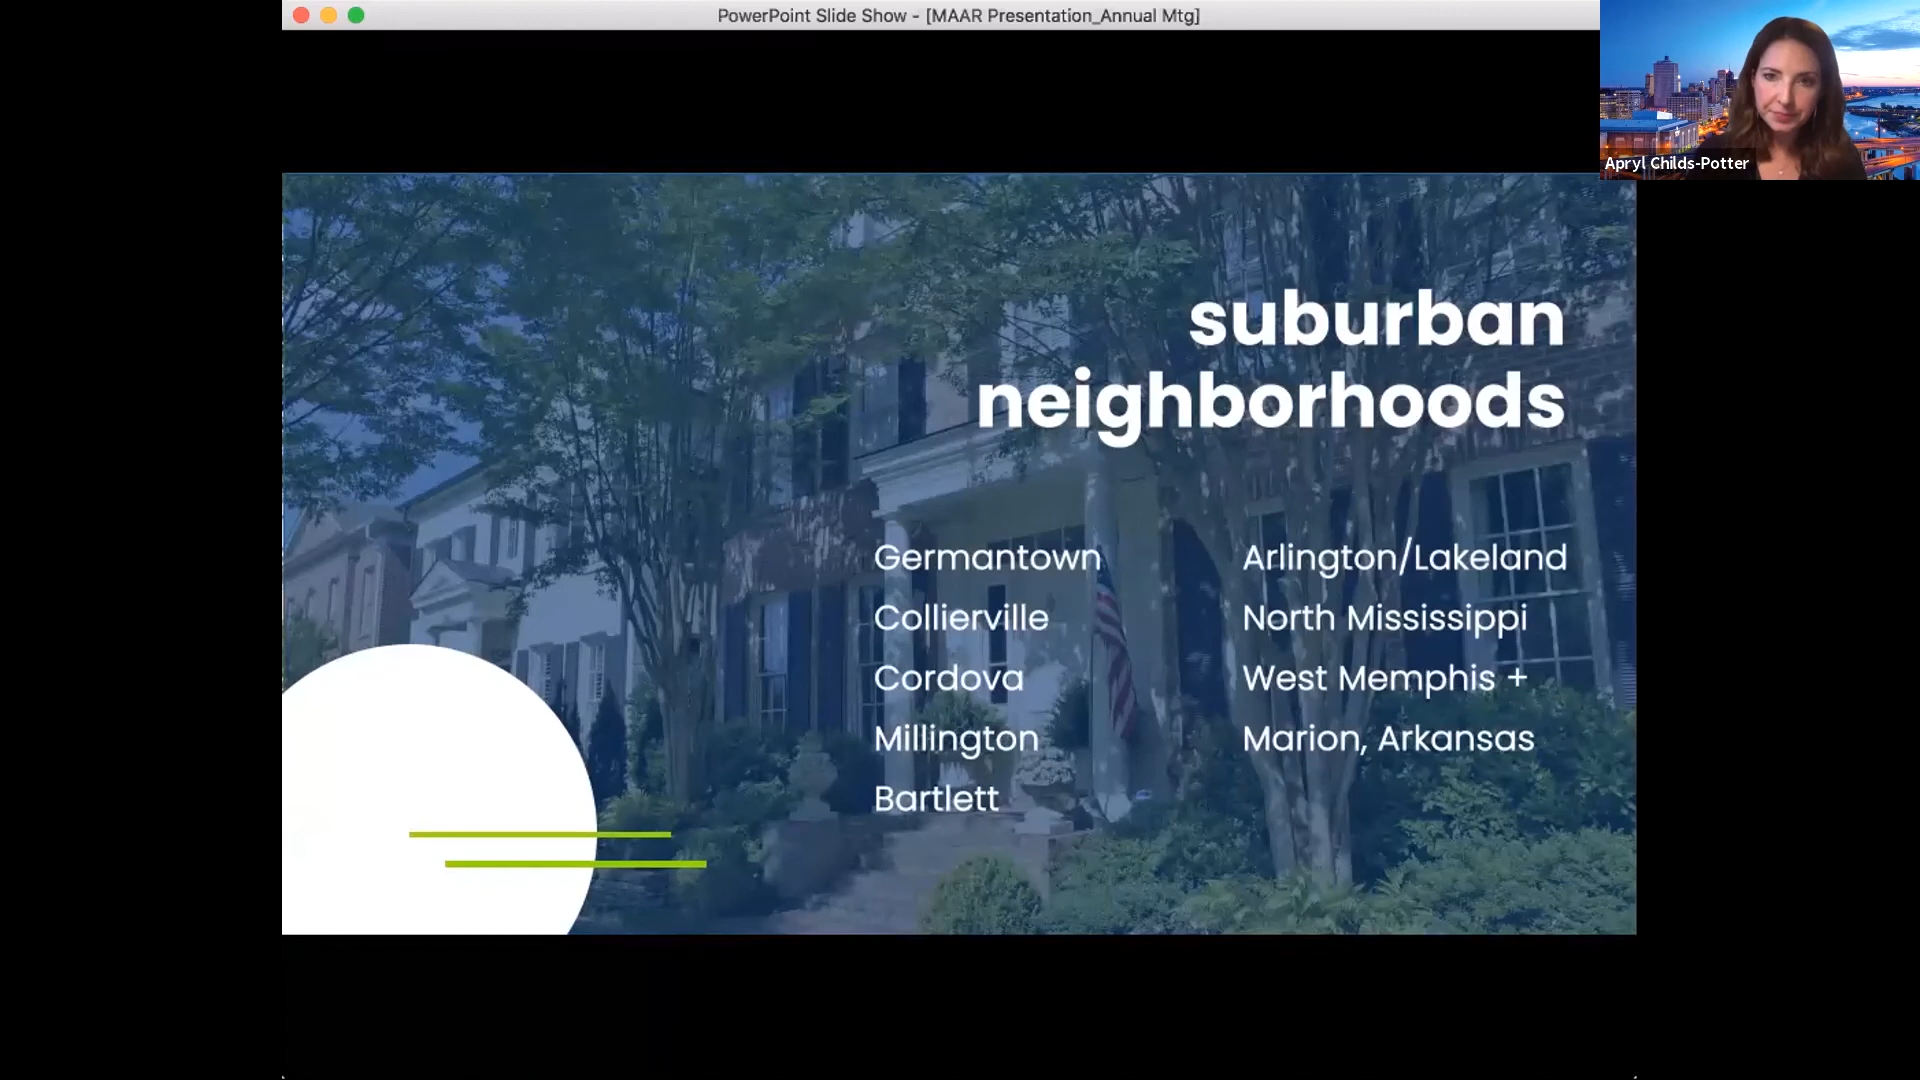 PowerPoint Slide Show - [MAAR Presentation_Annual Mtg]
Apryl Childs-Potter
suburban
neighborhoods
Germantown
Collierville
Cordova
Millington
Bartlett
Arlington/Lakeland
North Mississippi
West Memphis +
Marion, Arkansas